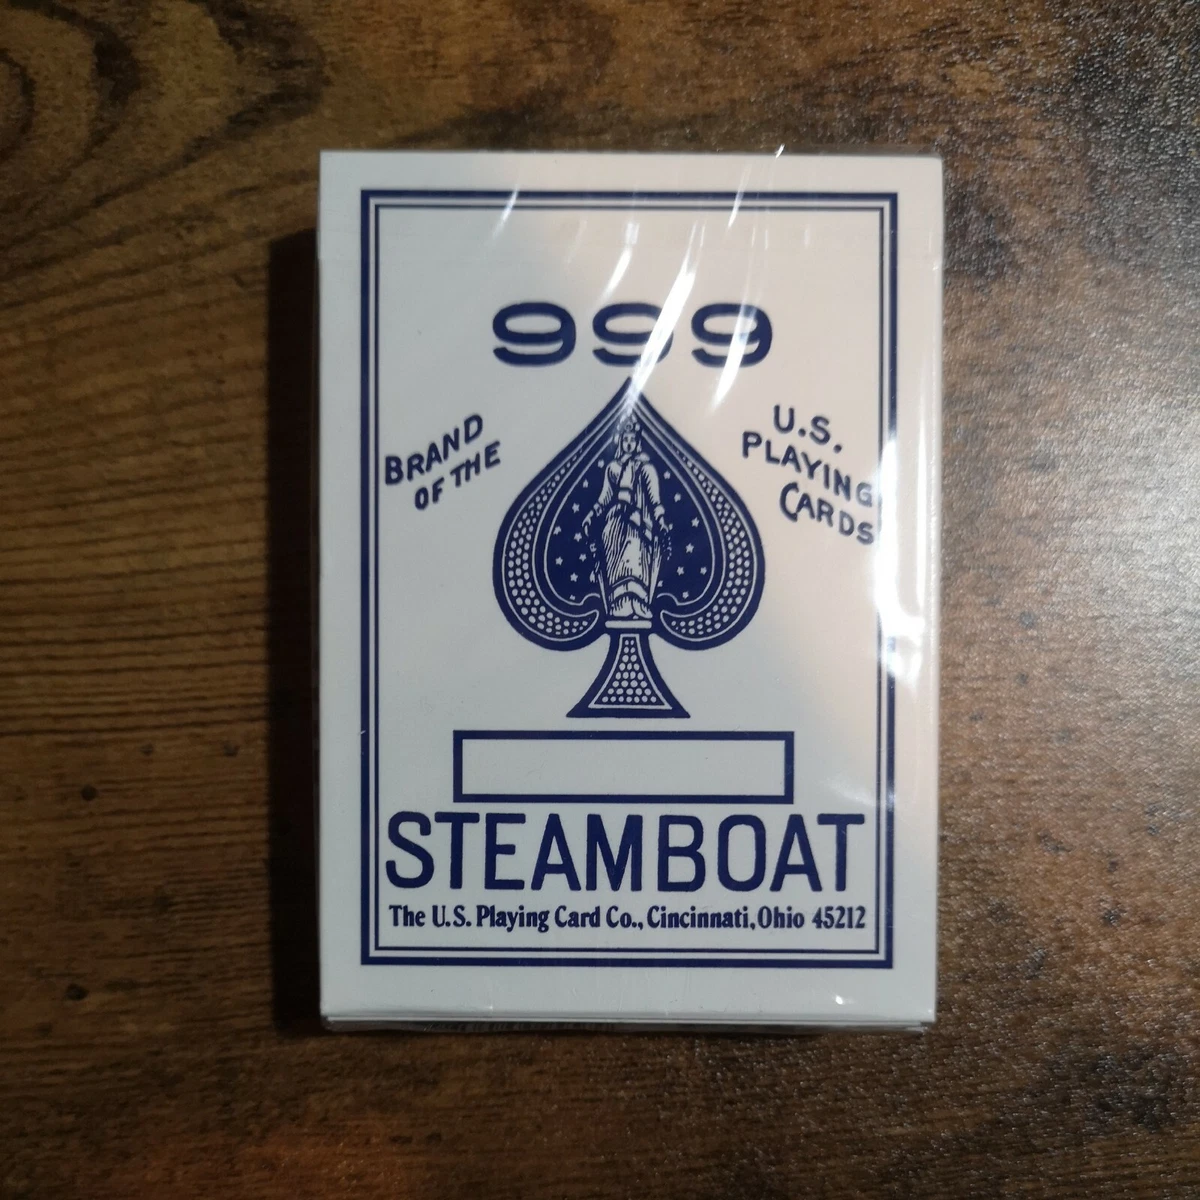 999
BRAND
OF THE
U.S.
PLAYING
CARDS
STEAMBOAT
The U.S. Playing Card Co., Cincinnati, Ohio 45212